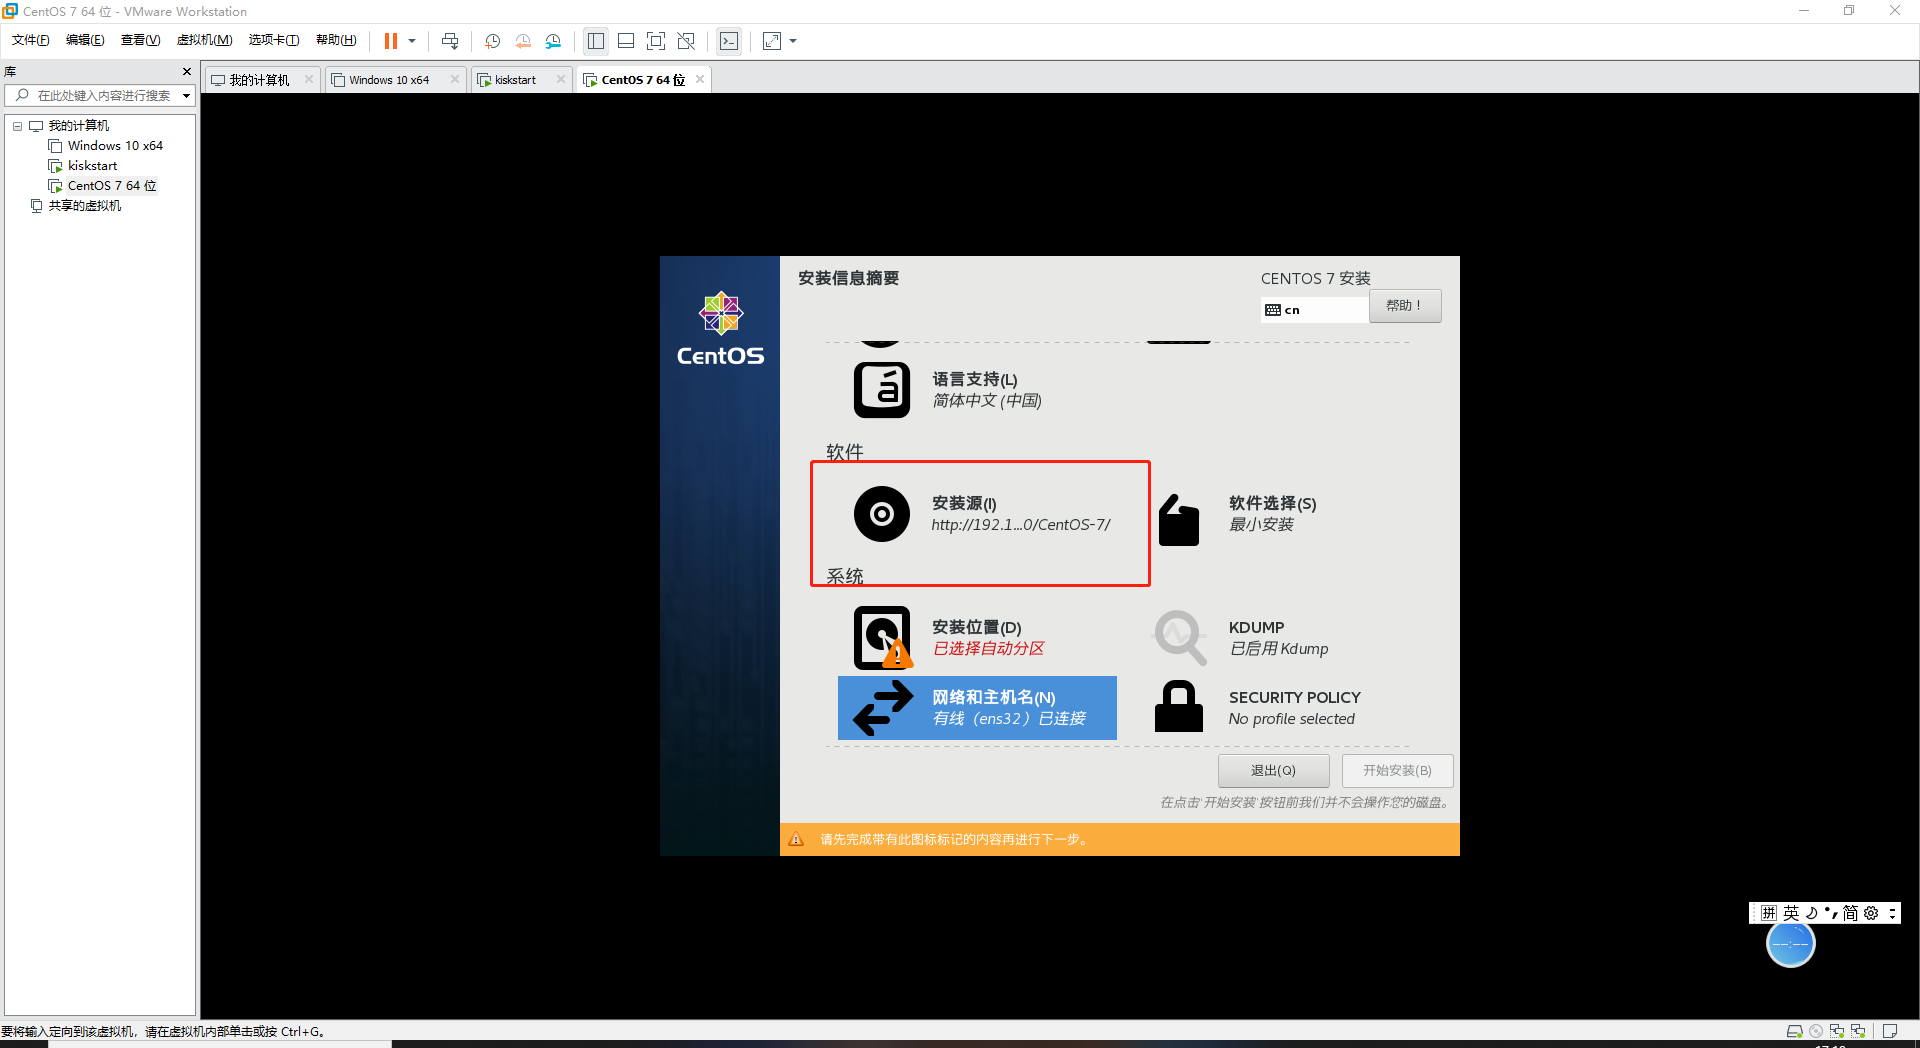 CentOS 7 64 位 - VMware Workstation
文件(F) 编辑(E) 查看(V) 虚拟机(M) 选项卡(T) 帮助(H)
库
在此处键入内容进行搜索
我的计算机
Windows 10 x64
kiskstart
CentOS 7 64 位
共享的虚拟机
我的计算机 Windows 10 x64 kiskstart CentOS 7 64 位
CentOS
安装信息摘要
CENTOS 7 安装
cn
帮助！
语言支持(L)
简体中文 (中国)
软件
安装源(I)
http://192.1...0/CentOS-7/
软件选择(S)
最小安装
系统
安装位置(D)
已选择自动分区
KDUMP
已启用 Kdump
网络和主机名(N)
有线（ens32）已连接
SECURITY POLICY
No profile selected
退出(Q)
开始安装(B)
在点击'开始安装'按钮前我们并不会操作您的磁盘。
请先完成带有此图标标记的内容再进行下一步。
拼 英 简
--:--
要将输入定向到该虚拟机，请在虚拟机内部单击或按 Ctrl+G。